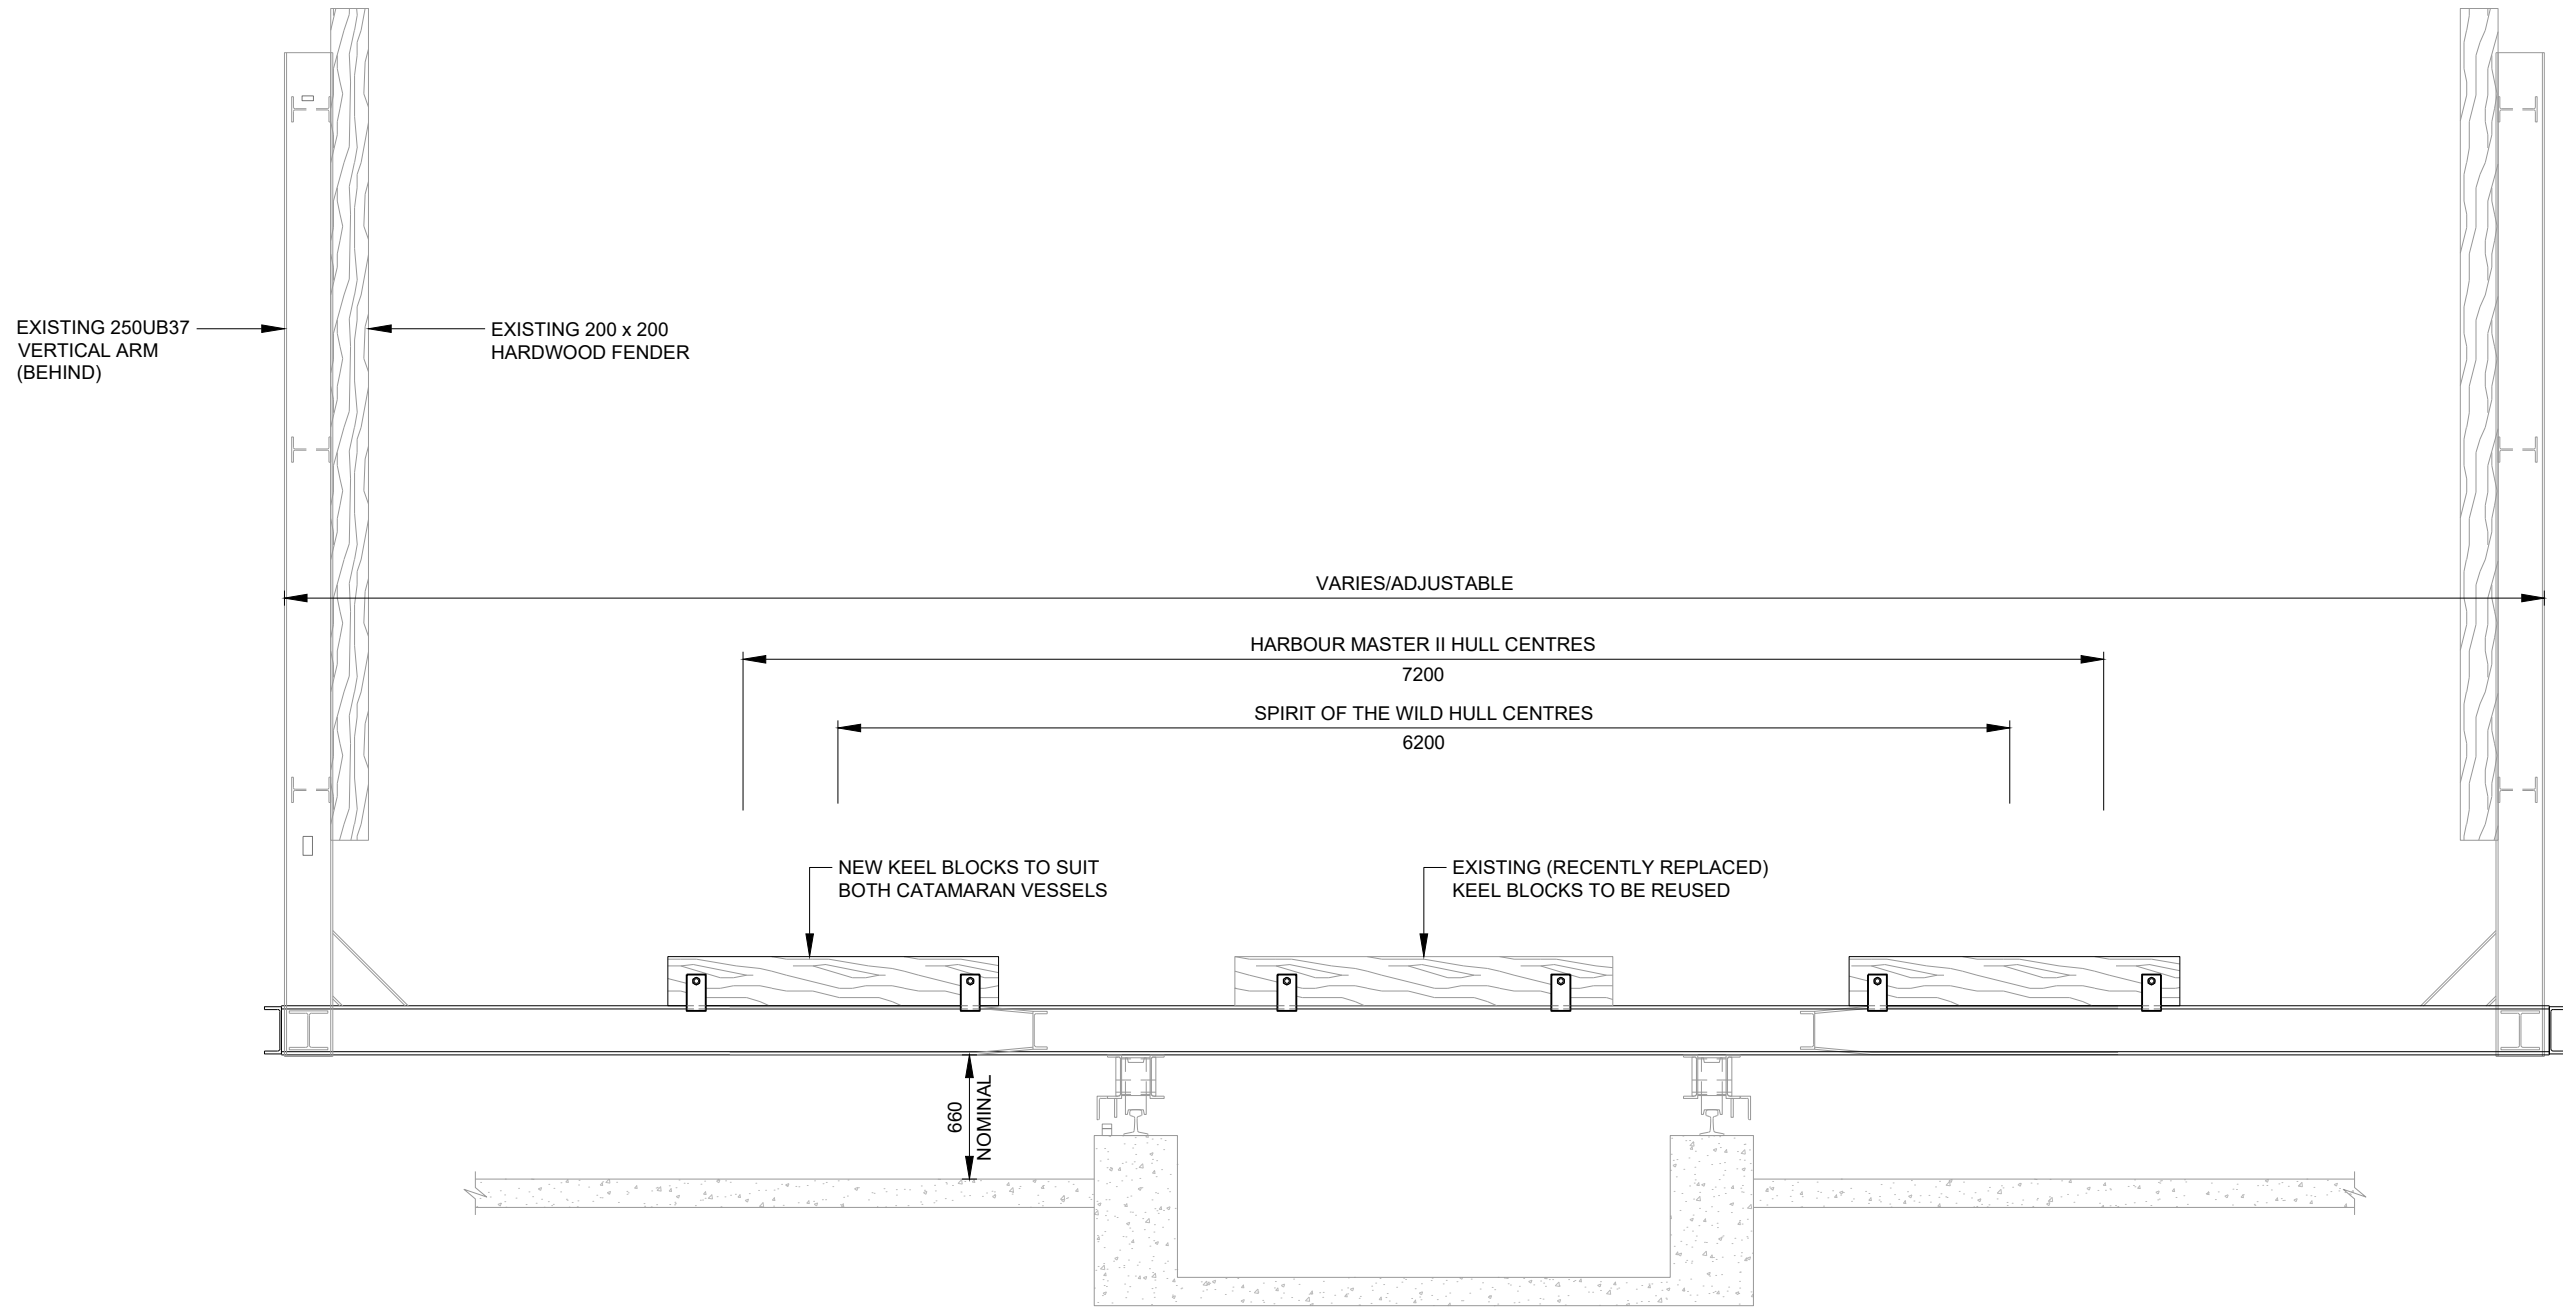 EXISTING 250UB37
VERTICAL ARM
(BEHIND)
EXISTING 200 x 200
HARDWOOD FENDER
VARIES/ADJUSTABLE
HARBOUR MASTER II HULL CENTRES
7200
SPIRIT OF THE WILD HULL CENTRES
6200
NEW KEEL BLOCKS TO SUIT
BOTH CATAMARAN VESSELS
EXISTING (RECENTLY REPLACED)
KEEL BLOCKS TO BE REUSED
660
NOMINAL